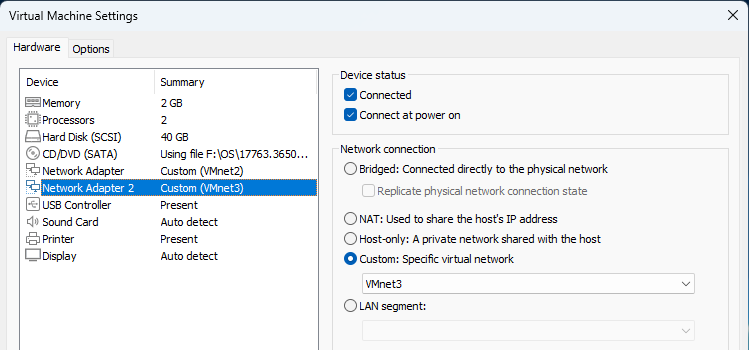 Virtual Machine Settings
Hardware Options
Device Summary
Memory 2 GB
Processors 2
Hard Disk (SCSI) 40 GB
CD/DVD (SATA) Using file F:\OS\17763.3650...
Network Adapter Custom (VMnet2)
Network Adapter 2 Custom (VMnet3)
USB Controller Present
Sound Card Auto detect
Printer Present
Display Auto detect
Device status
Connected
Connect at power on
Network connection
Bridged: Connected directly to the physical network
Replicate physical network connection state
NAT: Used to share the host's IP address
Host-only: A private network shared with the host
Custom: Specific virtual network
VMnet3
LAN segment: